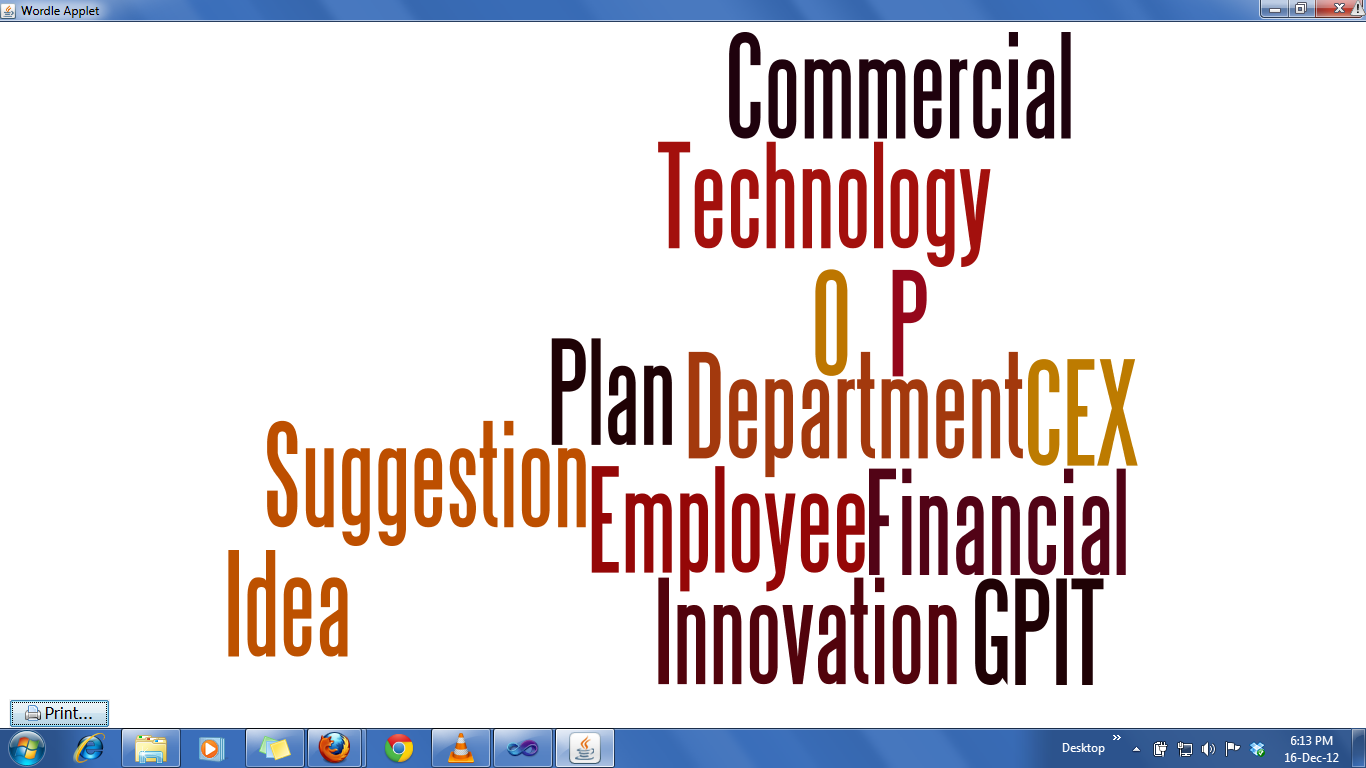 Wordle Applet
Commercial
Technology
O P
Plan Department CEX
Suggestion
Employee Financial
Idea
Innovation GPIT
Print...
Desktop
6:13 PM
16-Dec-12